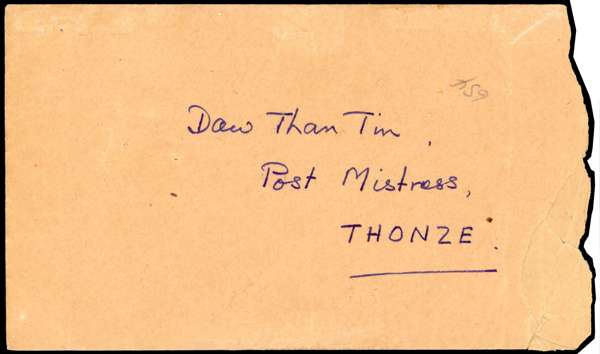 Daw Than Tin,
Post Mistress,
THONZE.